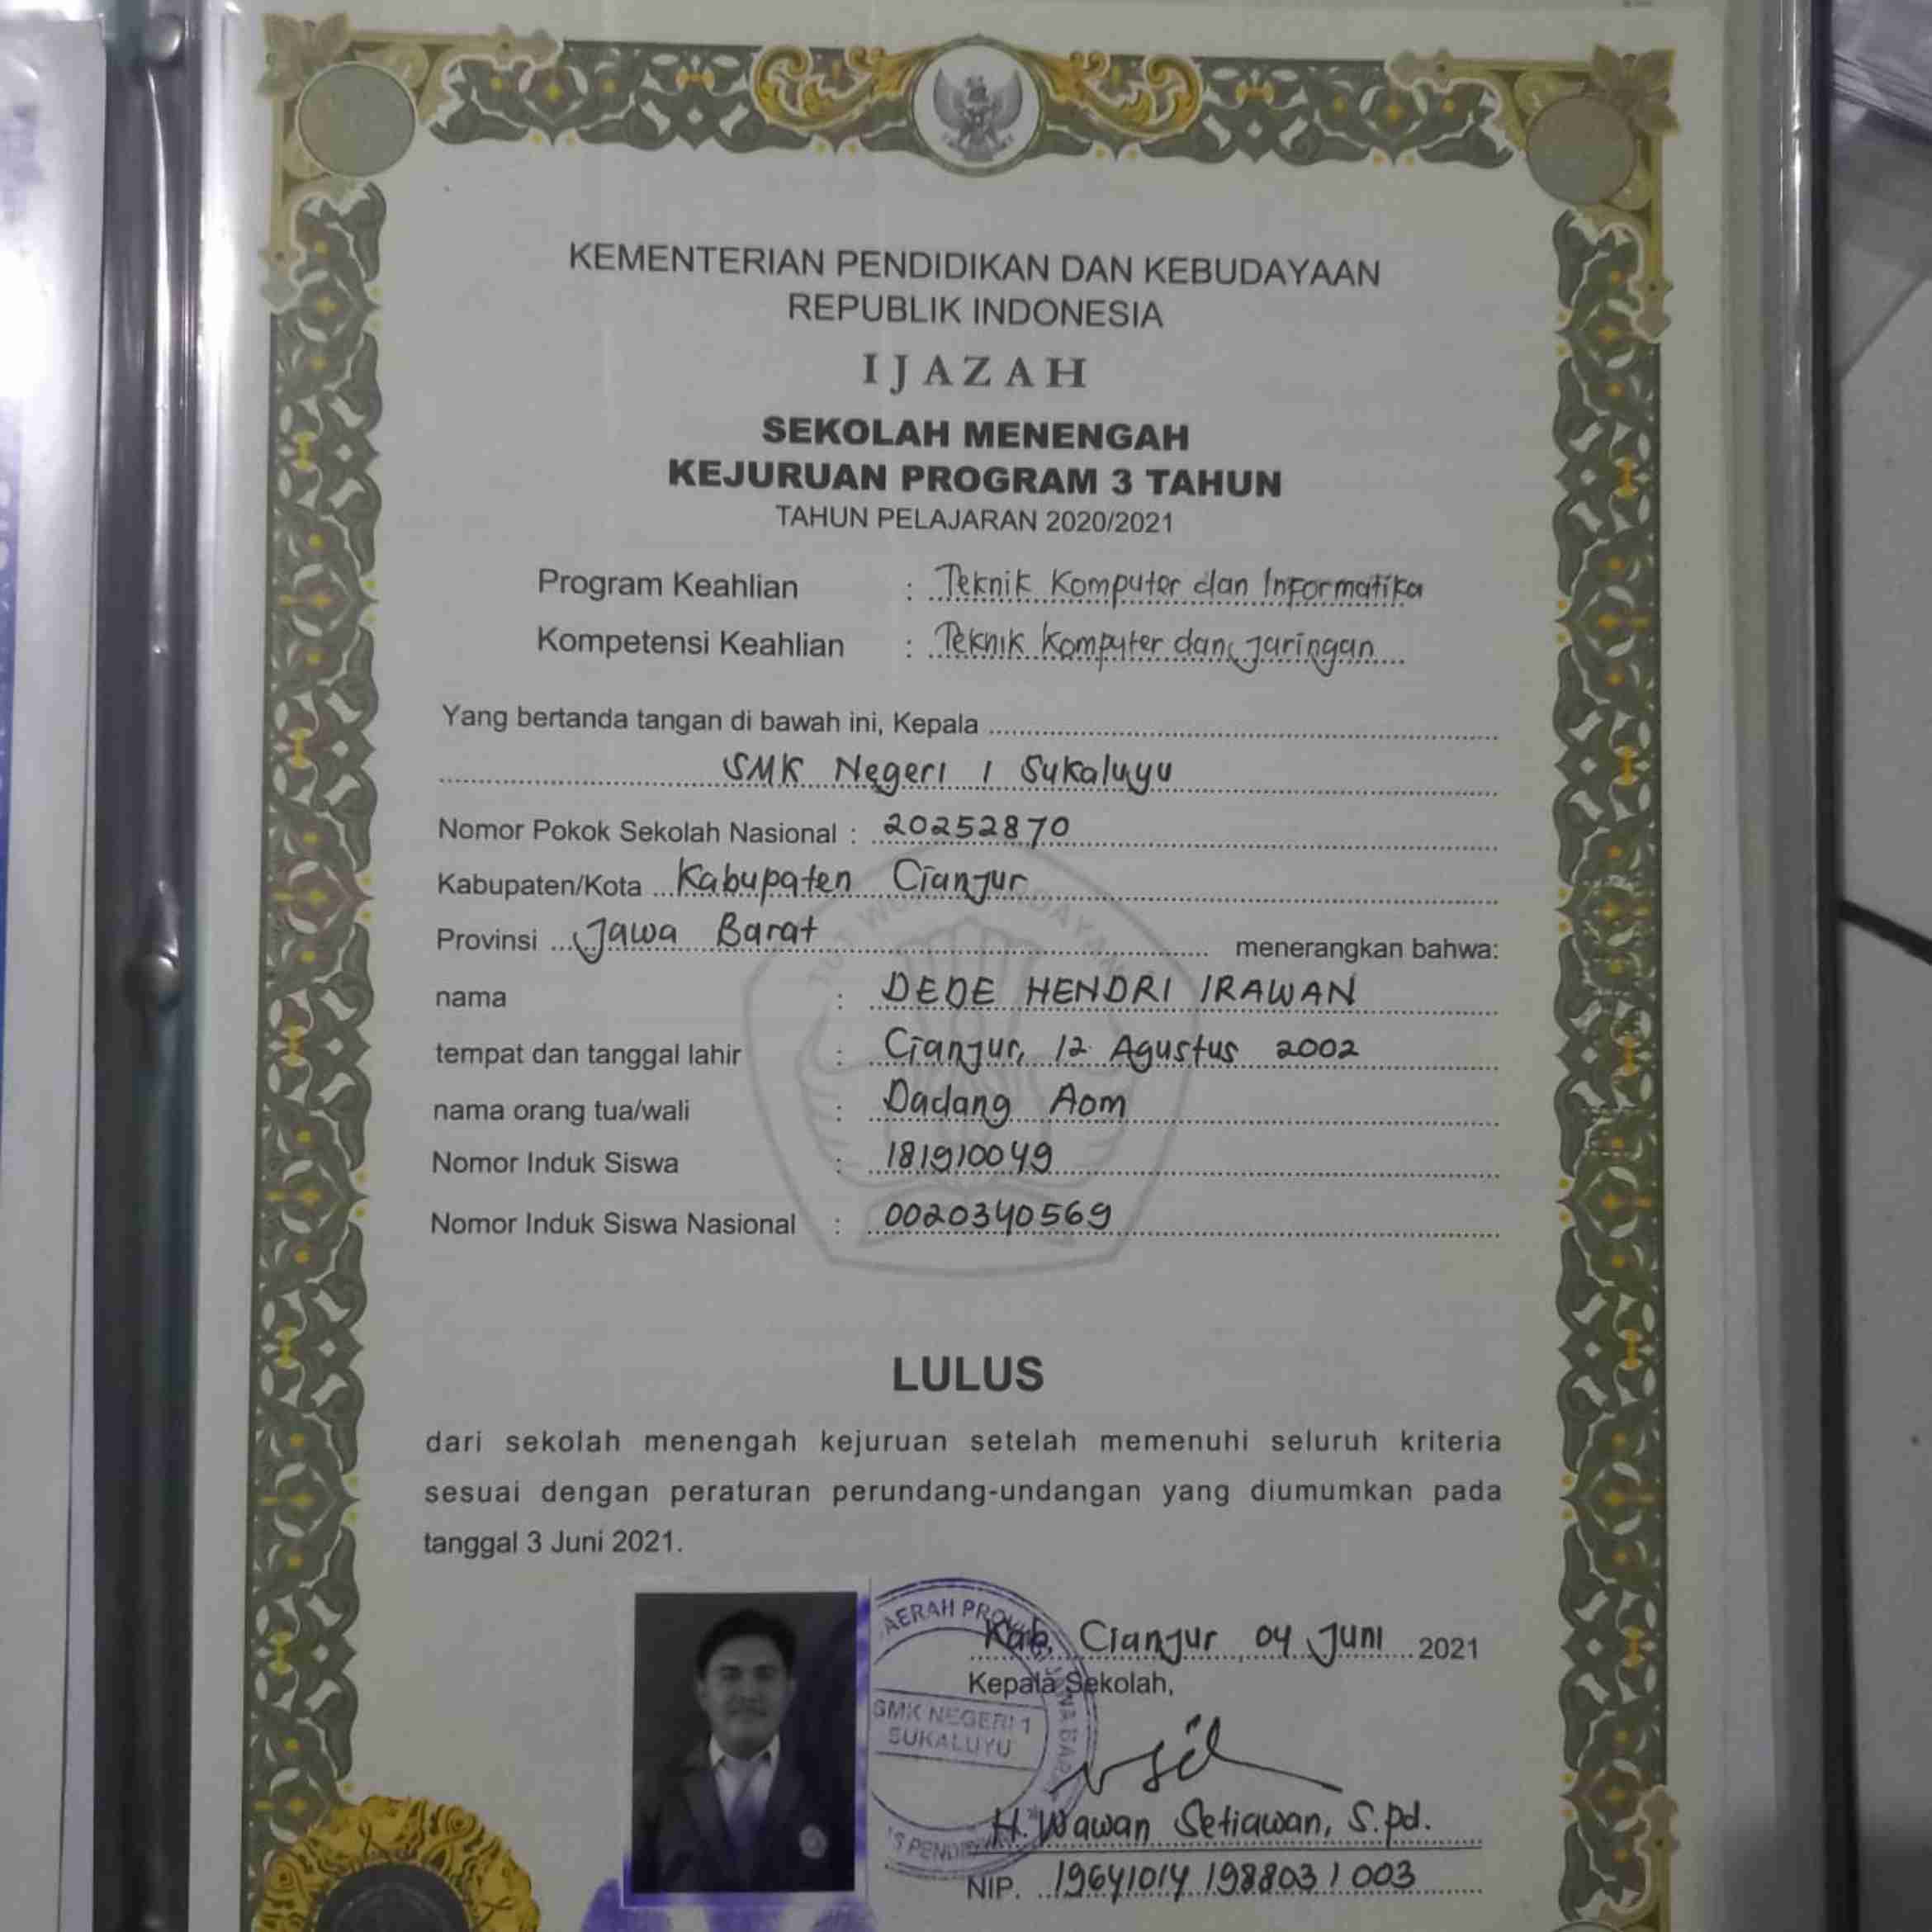 KEMENTERIAN PENDIDIKAN DAN KEBUDAYAAN
REPUBLIK INDONESIA
IJAZAH
SEKOLAH MENENGAH
KEJURUAN PROGRAM 3 TAHUN
TAHUN PELAJARAN 2020/2021
Program Keahlian : Teknik Komputer dan Informatika
Kompetensi Keahlian : Teknik Komputer dan Jaringan
Yang bertanda tangan di bawah ini, Kepala
SMK Negeri 1 Sukaluyu
Nomor Pokok Sekolah Nasional : 20252870
Kabupaten/Kota Kabupaten Cianjur
Provinsi Jawa Barat menerangkan bahwa:
nama : DEDE HENDRI IRAWAN
tempat dan tanggal lahir : Cianjur, 12 Agustus 2002
nama orang tua/wali : Dadang Aom
Nomor Induk Siswa : 181910049
Nomor Induk Siswa Nasional : 0020340569
LULUS
dari sekolah menengah kejuruan setelah memenuhi seluruh kriteria
sesuai dengan peraturan perundang-undangan yang diumumkan pada
tanggal 3 Juni 2021.
Kab. Cianjur, 04 Juni 2021
Kepala Sekolah,
SMK NEGERI 1
SUKALUYU
H. Wawan Setiawan, S.Pd.
NIP. 19641014 198803 1 003